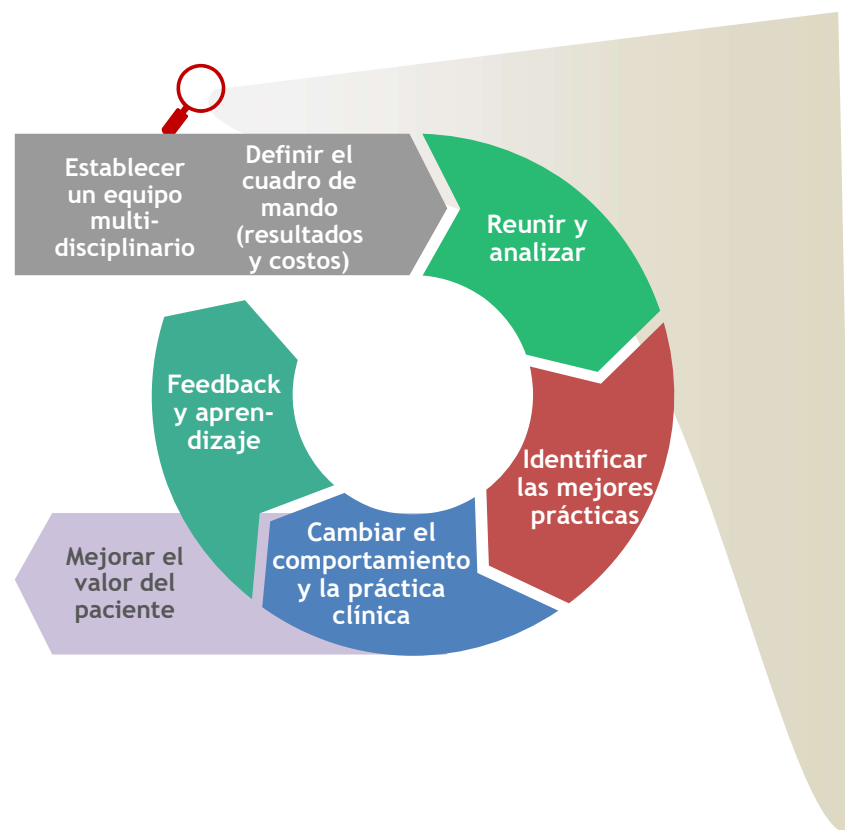 Establecer
un equipo
multi-
disciplinario
Definir el
cuadro de
mando
(resultados
y costos)
Reunir y
analizar
Identificar
las mejores
prácticas
Cambiar el
comportamiento
y la práctica
clínica
Feedback
y apren-
dizaje
Mejorar el
valor del
paciente